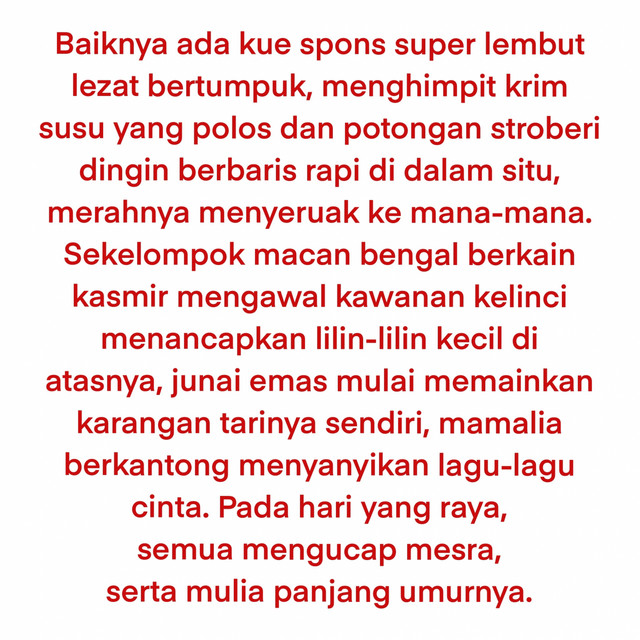 Baiknya ada kue spons super lembut
lezat bertumpuk, menghimpit krim
susu yang polos dan potongan stroberi
dingin berbaris rapi di dalam situ,
merahnya menyeruak ke mana-mana.
Sekelompok macan bengal berkain
kasmir mengawal kawanan kelinci
menancapkan lilin-lilin kecil di
atasnya, junai emas mulai memainkan
karangan tarinya sendiri, mamalia
berkantong menyanyikan lagu-lagu
cinta. Pada hari yang raya,
semua mengucap mesra,
serta mulia panjang umurnya.